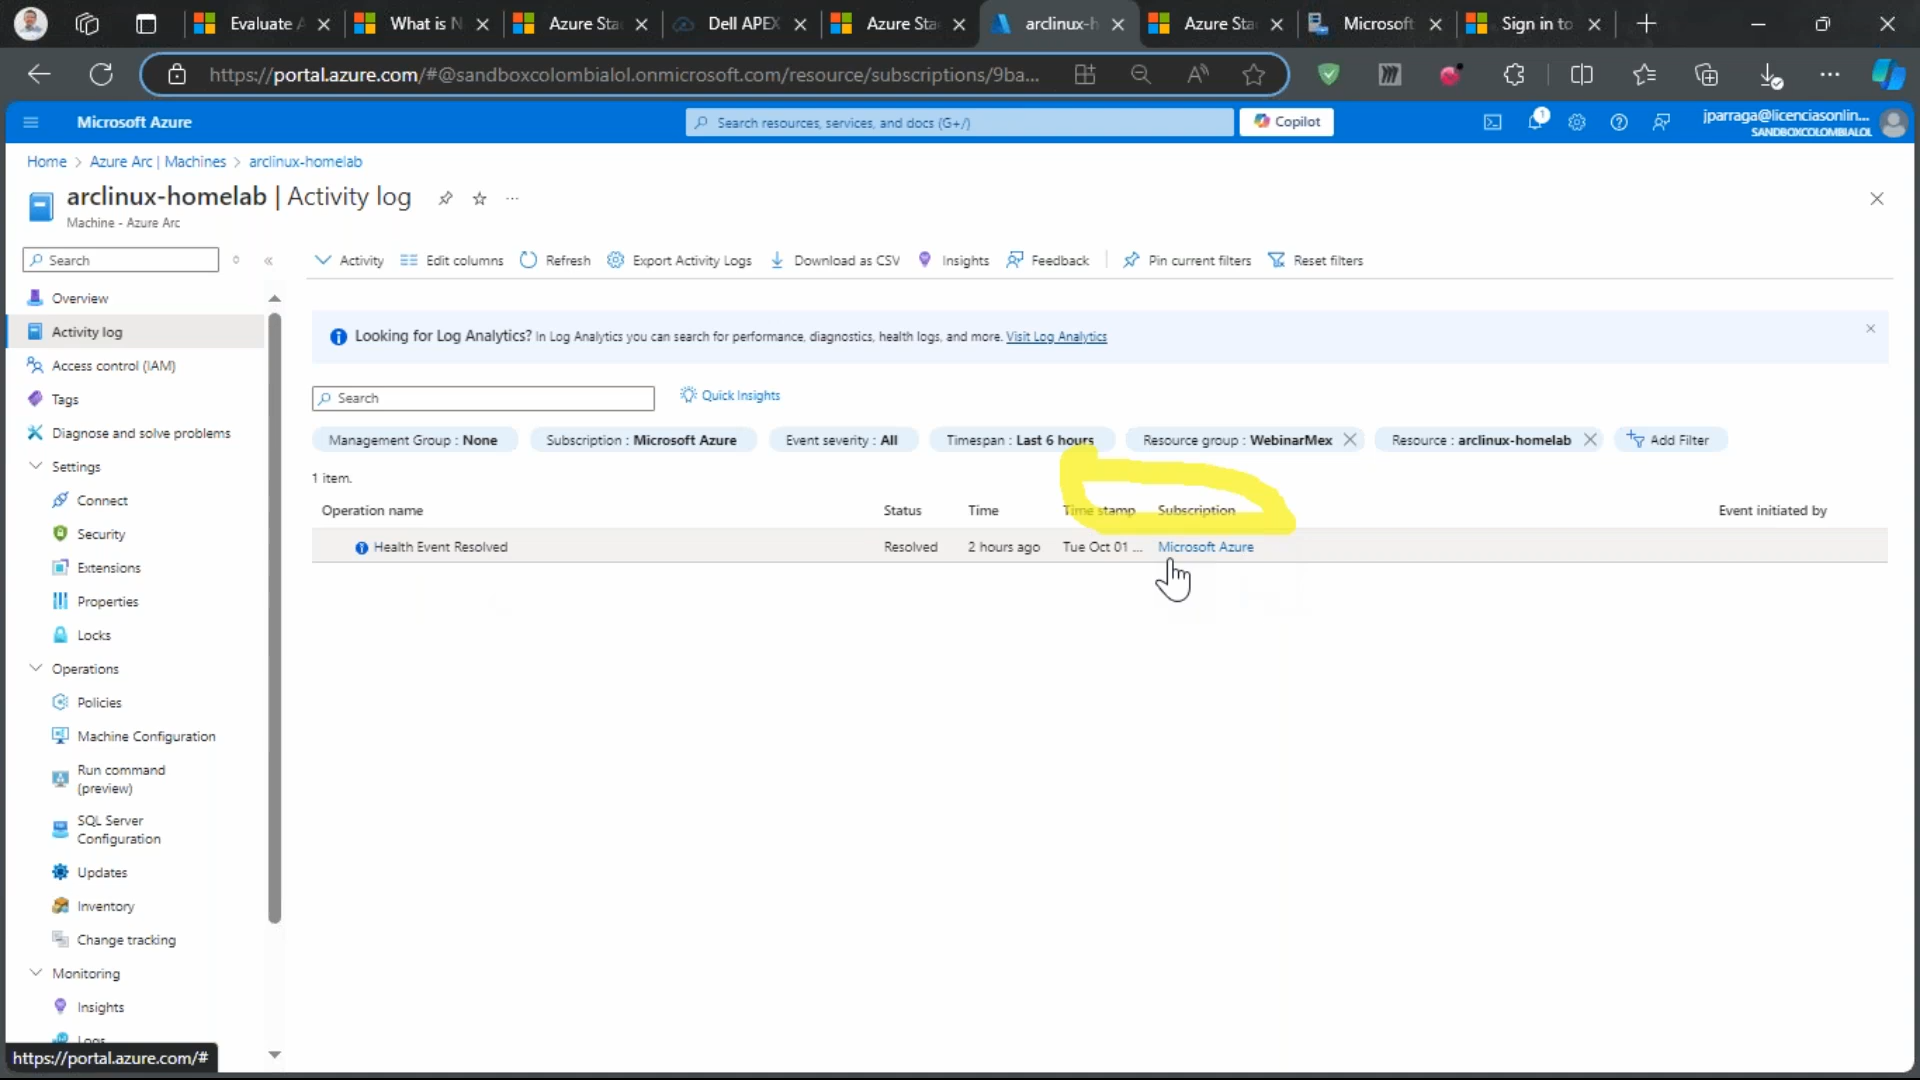 Evaluate A
What is N
Azure Sta
Dell APEX
Azure Sta
arclinux-h
Azure Sta
Microsoft
Sign in to
https://portal.azure.com/#@sandboxcolombialol.onmicrosoft.com/resource/subscriptions/9ba...
Microsoft Azure
Search resources, services, and docs (G+/)
Copilot
1
jparraga@licenciasonlin...
SANDBOXCOLOMBIALOL
Home > Azure Arc | Machines > arclinux-homelab
arclinux-homelab | Activity log
Machine - Azure Arc
Search
Activity
Edit columns
Refresh
Export Activity Logs
Download as CSV
Insights
Feedback
Pin current filters
Reset filters
Overview
Activity log
Access control (IAM)
Tags
Diagnose and solve problems
Settings
Connect
Security
Extensions
Properties
Locks
Operations
Policies
Machine Configuration
Run command
(preview)
SQL Server
Configuration
Updates
Inventory
Change tracking
Monitoring
Insights
Logs
Looking for Log Analytics? In Log Analytics you can search for performance, diagnostics, health logs, and more. Visit Log Analytics
Search
Quick Insights
Management Group : None
Subscription : Microsoft Azure
Event severity : All
Timespan : Last 6 hours
Resource group : WebinarMex
Resource : arclinux-homelab
Add Filter
1 item.
Operation name Status Time Time stamp Subscription Event initiated by
Health Event Resolved Resolved 2 hours ago Tue Oct 01 ... Microsoft Azure
https://portal.azure.com/#